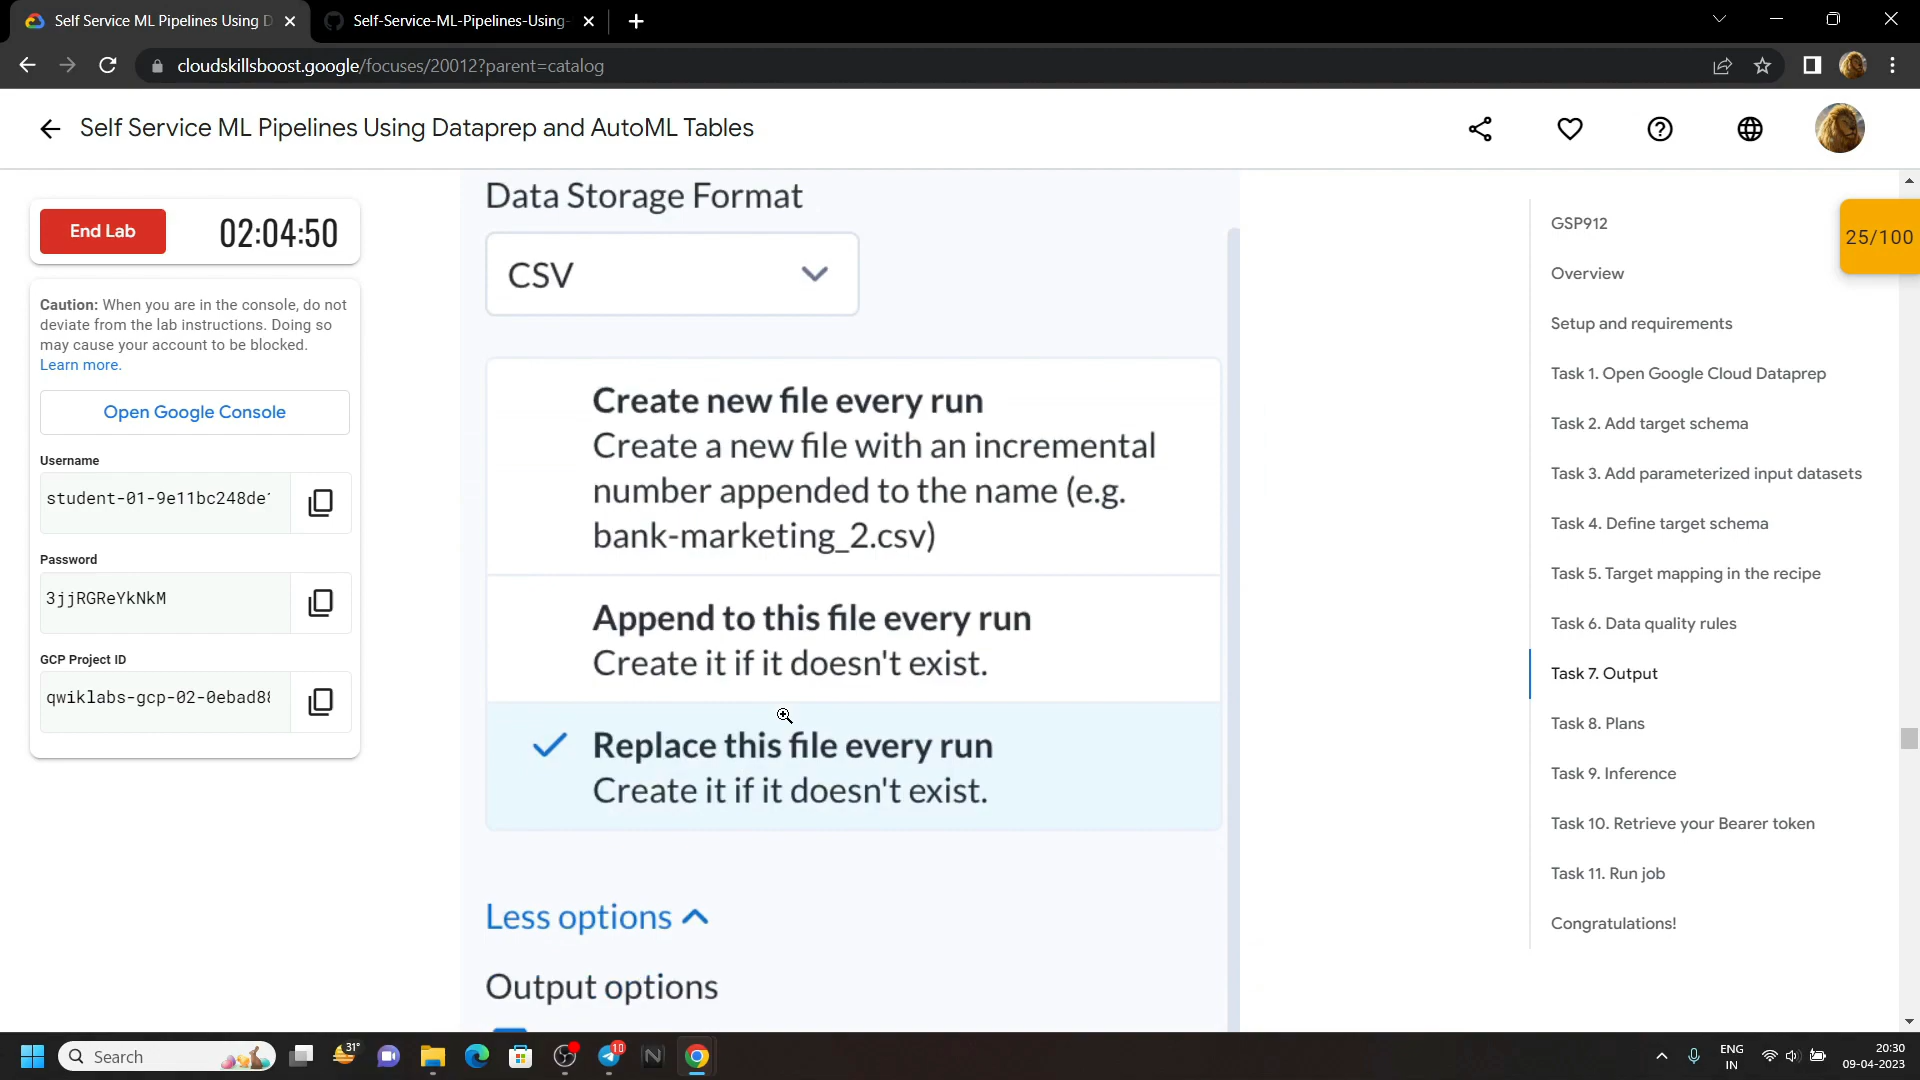 Self Service ML Pipelines Using D
Self-Service-ML-Pipelines-Using-
cloudskillsboost.google/focuses/20012?parent=catalog
Self Service ML Pipelines Using Dataprep and AutoML Tables
End Lab
02:04:50
Caution: When you are in the console, do not
deviate from the lab instructions. Doing so
may cause your account to be blocked.
Learn more.
Open Google Console
Username
student-01-9e11bc248de
Password
3jjRGReYkNkM
GCP Project ID
qwiklabs-gcp-02-0ebad8
Data Storage Format
CSV
Create new file every run
Create a new file with an incremental
number appended to the name (e.g.
bank-marketing_2.csv)
Append to this file every run
Create it if it doesn't exist.
Replace this file every run
Create it if it doesn't exist.
Less options
Output options
GSP912
Overview
Setup and requirements
Task 1. Open Google Cloud Dataprep
Task 2. Add target schema
Task 3. Add parameterized input datasets
Task 4. Define target schema
Task 5. Target mapping in the recipe
Task 6. Data quality rules
Task 7. Output
Task 8. Plans
Task 9. Inference
Task 10. Retrieve your Bearer token
Task 11. Run job
Congratulations!
25/100
Search
31°
10
ENG
IN
20:30
09-04-2023